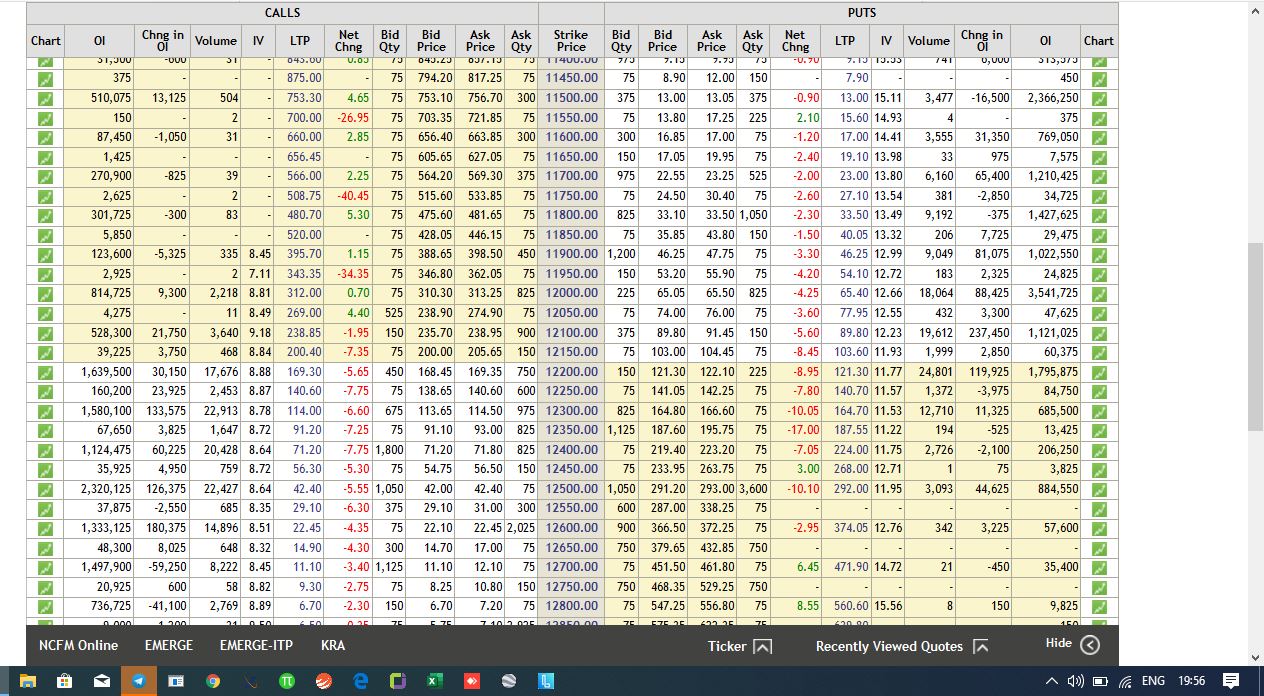 CALLS PUTS
Chart OI Chng in OI Volume IV LTP Net Chng Bid Qty Bid Price Ask Price Ask Qty Strike Price Bid Qty Bid Price Ask Price Ask Qty Net Chng LTP IV Volume Chng in OI OI Chart
375 - - - 875.00 - 75 794.20 817.25 75 11450.00 75 8.90 12.00 150 - 7.90 - - - 450
510,075 13,125 504 - 753.30 4.65 75 753.10 756.70 300 11500.00 375 13.00 13.05 375 -0.90 13.00 15.11 3,477 -16,500 2,366,250
150 - 2 - 700.00 -26.95 75 703.35 721.85 75 11550.00 75 13.80 17.25 225 2.10 15.60 14.93 4 - 375
87,450 -1,050 31 - 660.00 2.85 75 656.40 663.85 300 11600.00 300 16.85 17.00 75 -1.20 17.00 14.41 3,555 31,350 769,050
1,425 - - - 656.45 - 75 605.65 627.05 75 11650.00 150 17.05 19.95 75 -2.40 19.10 13.98 33 975 7,575
270,900 -825 39 - 566.00 2.25 75 564.20 569.30 375 11700.00 975 22.55 23.25 525 -2.00 23.00 13.80 6,160 65,400 1,210,425
2,625 - 2 - 508.75 -40.45 75 515.60 533.85 75 11750.00 75 24.50 30.40 75 -2.60 27.10 13.54 381 -2,850 34,725
301,725 -300 83 - 480.70 5.30 75 475.60 481.65 75 11800.00 825 33.10 33.50 1,050 -2.30 33.50 13.49 9,192 -375 1,427,625
5,850 - - - 520.00 - 75 428.05 446.15 75 11850.00 75 35.85 43.80 150 -1.50 40.05 13.32 206 7,725 29,475
123,600 -5,325 335 8.45 395.70 1.15 75 388.65 398.50 450 11900.00 1,200 46.25 47.75 75 -3.30 46.25 12.99 9,049 81,075 1,022,550
2,925 - 2 7.11 343.35 -34.35 75 346.80 362.05 75 11950.00 150 53.20 55.90 75 -4.20 54.10 12.72 183 2,325 24,825
814,725 9,300 2,218 8.81 312.00 0.70 75 310.30 313.25 825 12000.00 225 65.05 65.50 825 -4.25 65.40 12.66 18,064 88,425 3,541,725
4,275 - 11 8.49 269.00 4.40 525 238.90 274.90 75 12050.00 75 74.00 76.00 75 -3.60 77.95 12.55 432 3,300 47,625
528,300 21,750 3,640 9.18 238.85 -1.95 150 235.70 238.95 900 12100.00 375 89.80 91.45 150 -5.60 89.80 12.23 19,612 237,450 1,121,025
39,225 3,750 468 8.84 200.40 -7.35 75 200.00 205.65 150 12150.00 75 103.00 104.45 75 -8.45 103.60 11.93 1,999 2,850 60,375
1,639,500 30,150 17,676 8.88 169.30 -5.65 450 168.45 169.35 750 12200.00 150 121.30 122.10 225 -8.95 121.30 11.77 24,801 119,925 1,795,875
160,200 23,925 2,453 8.87 140.60 -7.75 75 138.65 140.60 600 12250.00 75 141.05 142.25 75 -7.80 140.70 11.57 1,372 -3,975 84,750
1,580,100 133,575 22,913 8.78 114.00 -6.60 675 113.65 114.50 975 12300.00 825 164.80 166.60 75 -10.05 164.70 11.53 12,710 11,325 685,500
67,650 3,825 1,647 8.72 91.20 -7.25 75 91.10 93.00 825 12350.00 1,125 187.60 195.75 75 -17.00 187.55 11.22 194 -525 13,425
1,124,475 60,225 20,428 8.64 71.20 -7.75 1,800 71.20 71.80 825 12400.00 75 219.40 223.20 75 -7.05 224.00 11.75 2,726 -2,100 206,250
35,925 4,950 759 8.72 56.30 -5.30 75 54.75 56.50 150 12450.00 75 233.95 263.75 75 3.00 268.00 12.71 1 75 3,825
2,320,125 126,375 22,427 8.64 42.40 -5.55 1,050 42.00 42.40 75 12500.00 1,050 291.20 293.00 3,600 -10.10 292.00 11.95 3,093 44,625 884,550
37,875 -2,550 685 8.35 29.10 -6.30 375 29.10 31.00 300 12550.00 600 287.00 338.25 75 - - - - - -
1,333,125 180,375 14,896 8.51 22.45 -4.35 75 22.10 22.45 2,025 12600.00 900 366.50 372.25 75 -2.95 374.05 12.76 342 3,225 57,600
48,300 8,025 648 8.32 14.90 -4.30 300 14.70 17.00 75 12650.00 750 379.65 432.85 750 - - - - - -
1,497,900 -59,250 8,222 8.45 11.10 -3.40 1,125 11.10 12.10 75 12700.00 75 451.50 461.80 75 6.45 471.90 14.72 21 -450 35,400
20,925 600 58 8.82 9.30 -2.75 75 8.25 10.80 150 12750.00 750 468.35 529.25 750 - - - - - -
736,725 -41,100 2,769 8.89 6.70 -2.30 150 6.70 7.20 75 12800.00 75 547.25 556.80 75 8.55 560.60 15.56 8 150 9,825
NCFM Online EMERGE EMERGE-ITP KRA Ticker Recently Viewed Quotes Hide
ENG 19:56